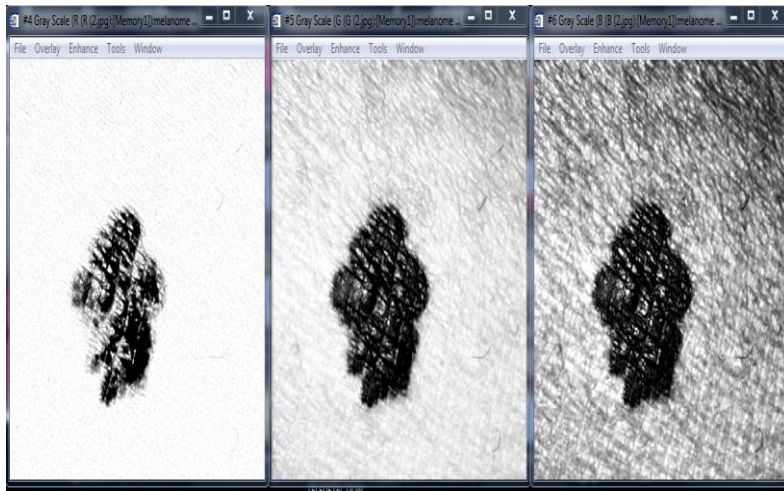 #4 Gray Scale (R (R (2.jpg):[Memory1]):melanome ...
File Overlay Enhance Tools Window
#5 Gray Scale (G (G (2.jpg):[Memory1]):melanome ...
File Overlay Enhance Tools Window
#6 Gray Scale (B (B (2.jpg):[Memory1]):melanome ...
File Overlay Enhance Tools Window